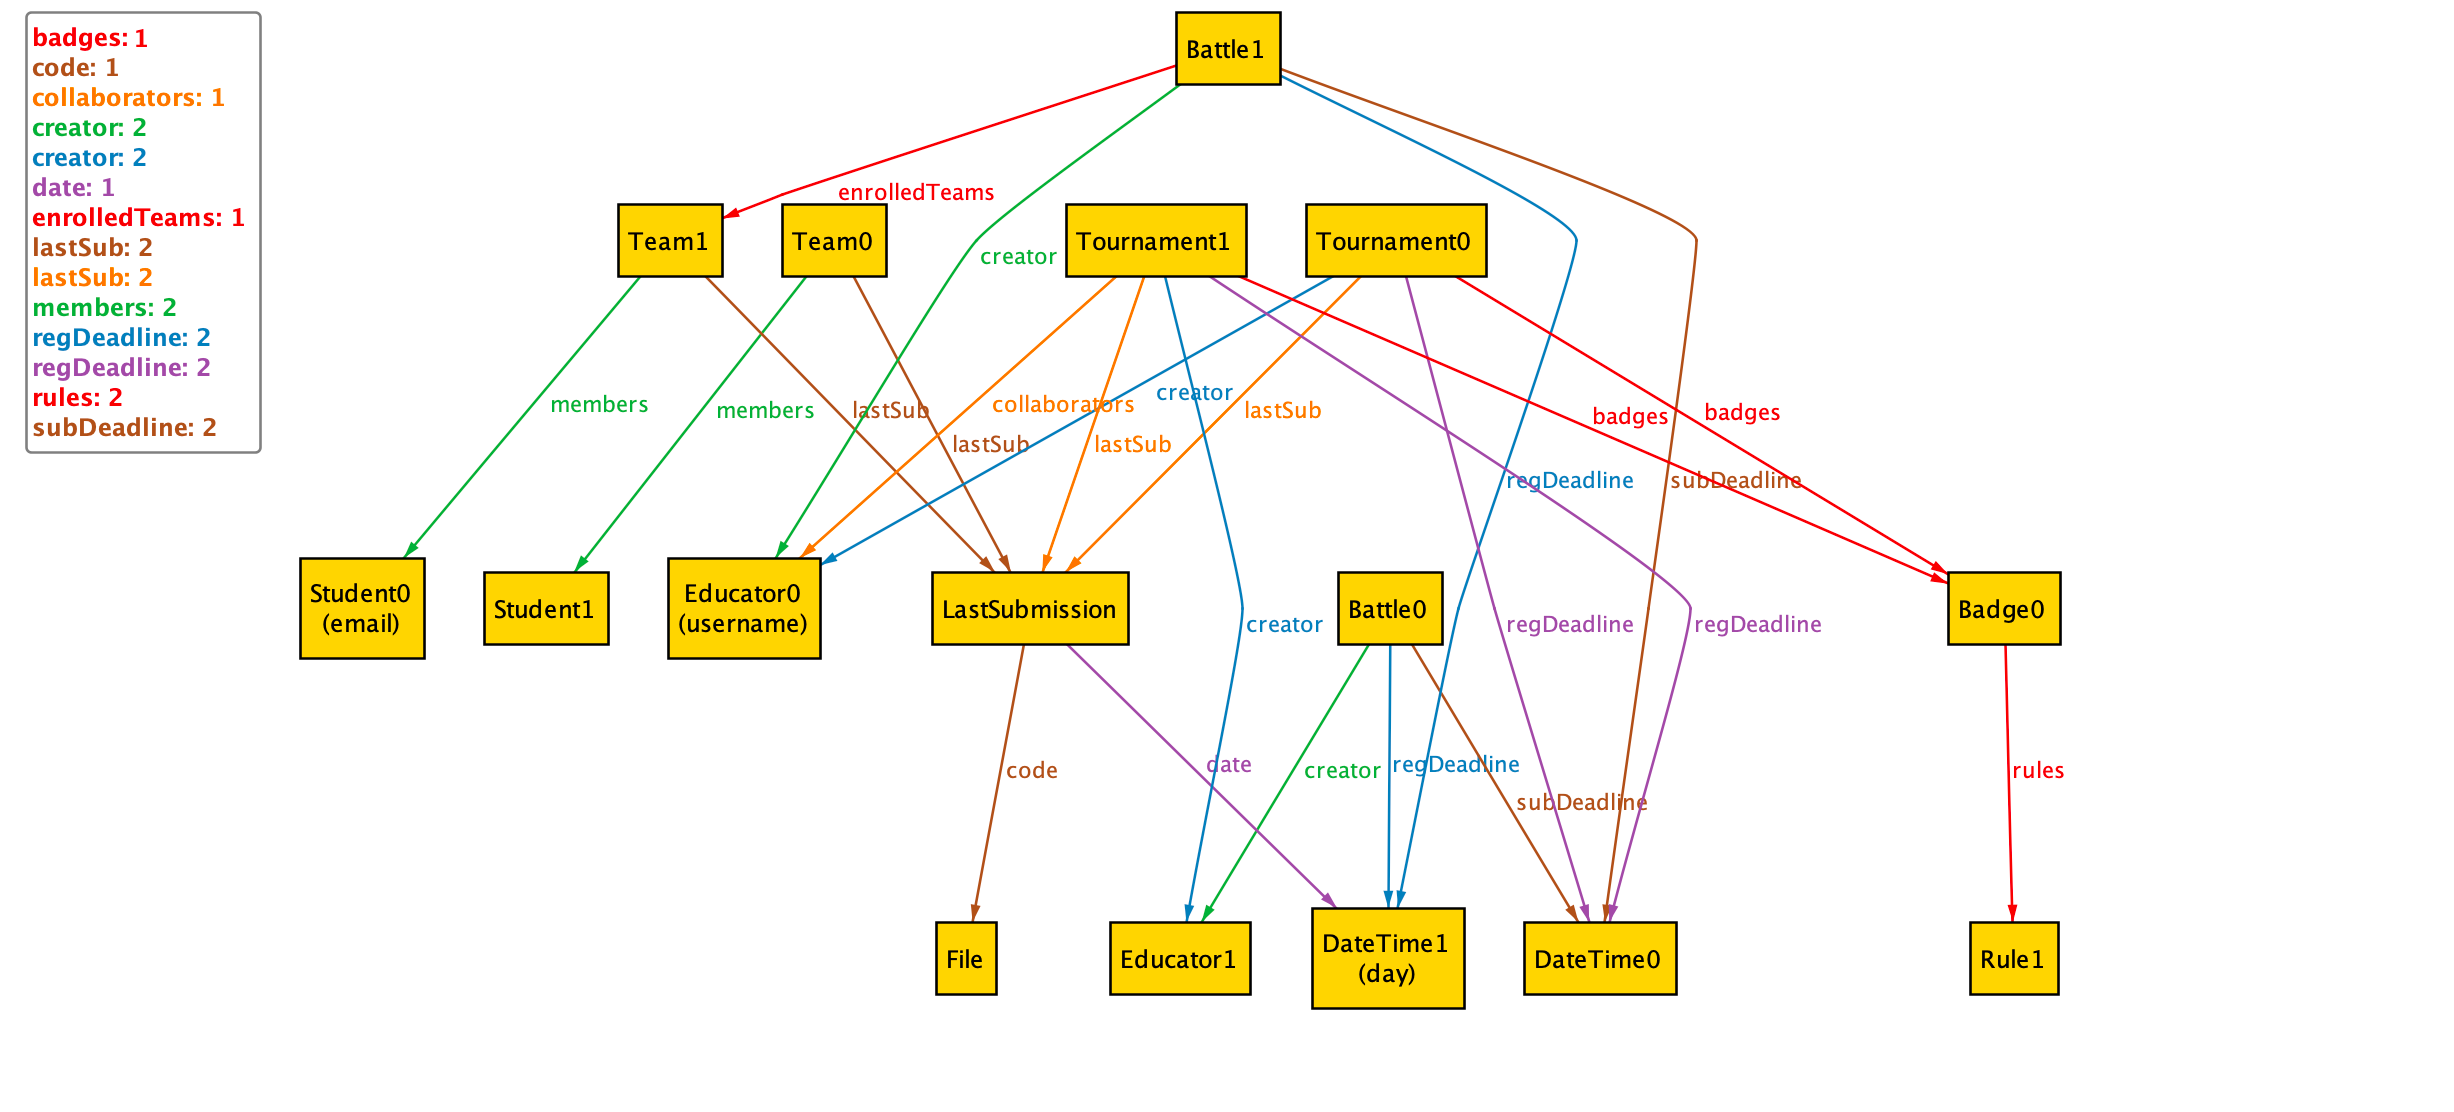 badges: 1
code: 1
collaborators: 1
creator: 2
creator: 2
date: 1
enrolledTeams: 1
lastSub: 2
lastSub: 2
members: 2
regDeadline: 2
regDeadline: 2
rules: 2
subDeadline: 2
Battle1
enrolledTeams
Team1
Team0
Tournament1
Tournament0
creator
members
members
lastSub
collaborators
creator
lastSub
badges
badges
lastSub
lastSub
regDeadline
subDeadline
Student0
(email)
Student1
Educator0
(username)
LastSubmission
Battle0
Badge0
creator
regDeadline
regDeadline
code
date
creator
regDeadline
rules
subDeadline
File
Educator1
DateTime1
(day)
DateTime0
Rule1